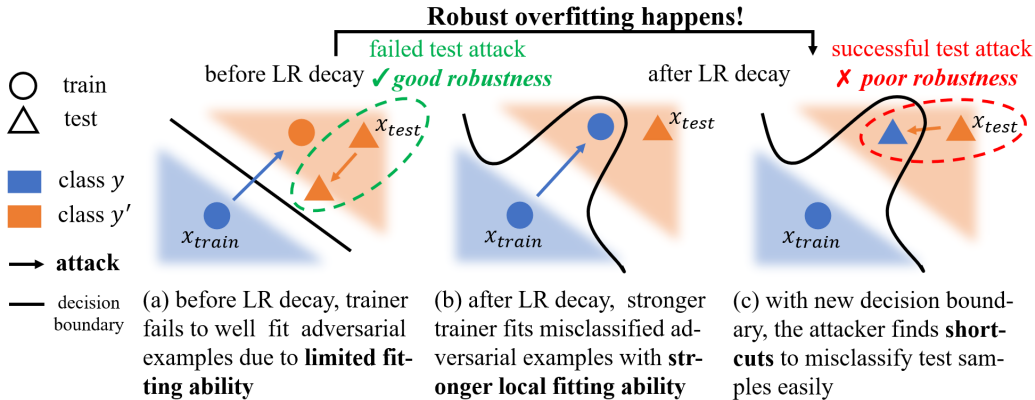 Robust overfitting happens!
failed test attack
before LR decay
✓good robustness
after LR decay
successful test attack
✗ poor robustness
train
test
class y
class y′
attack
decision
boundary
x_test
x_train
x_test
x_train
x_test
x_train
(a) before LR decay, trainer
fails to well fit adversarial
examples due to limited fit-
ting ability
(b) after LR decay, stronger
trainer fits misclassified ad-
versarial examples with str-
onger local fitting ability
(c) with new decision bound-
ary, the attacker finds short-
cuts to misclassify test sam-
ples easily